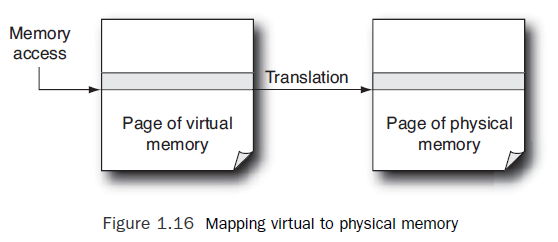 Memory
access
Translation
Page of virtual
memory
Page of physical
memory
Figure 1.16 Mapping virtual to physical memory